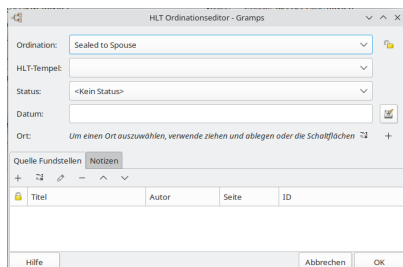 HLT Ordinationseditor - Gramps
Ordination: Sealed to Spouse
HLT-Tempel:
Status: <Kein Status>
Datum:
Ort: Um einen Ort auszuwählen, verwende ziehen und ablegen oder die Schaltflächen
Quelle Fundstellen Notizen
Titel Autor Seite ID
Hilfe Abbrechen OK